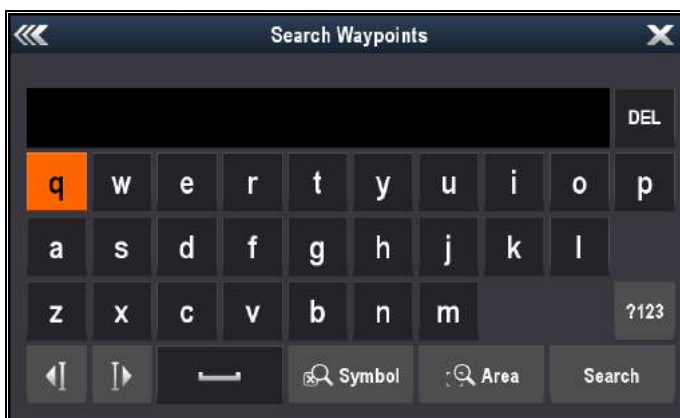 Search Waypoints
DEL
q w e r t y u i o p
a s d f g h j k l
z x c v b n m ?123
Symbol Area Search